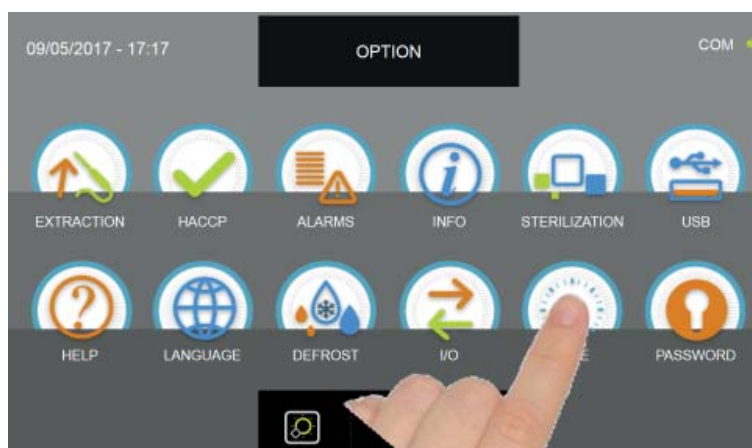 09/05/2017 - 17:17
OPTION
COM
EXTRACTION
HACCP
ALARMS
INFO
STERILIZATION
USB
HELP
LANGUAGE
DEFROST
I/O
PASSWORD